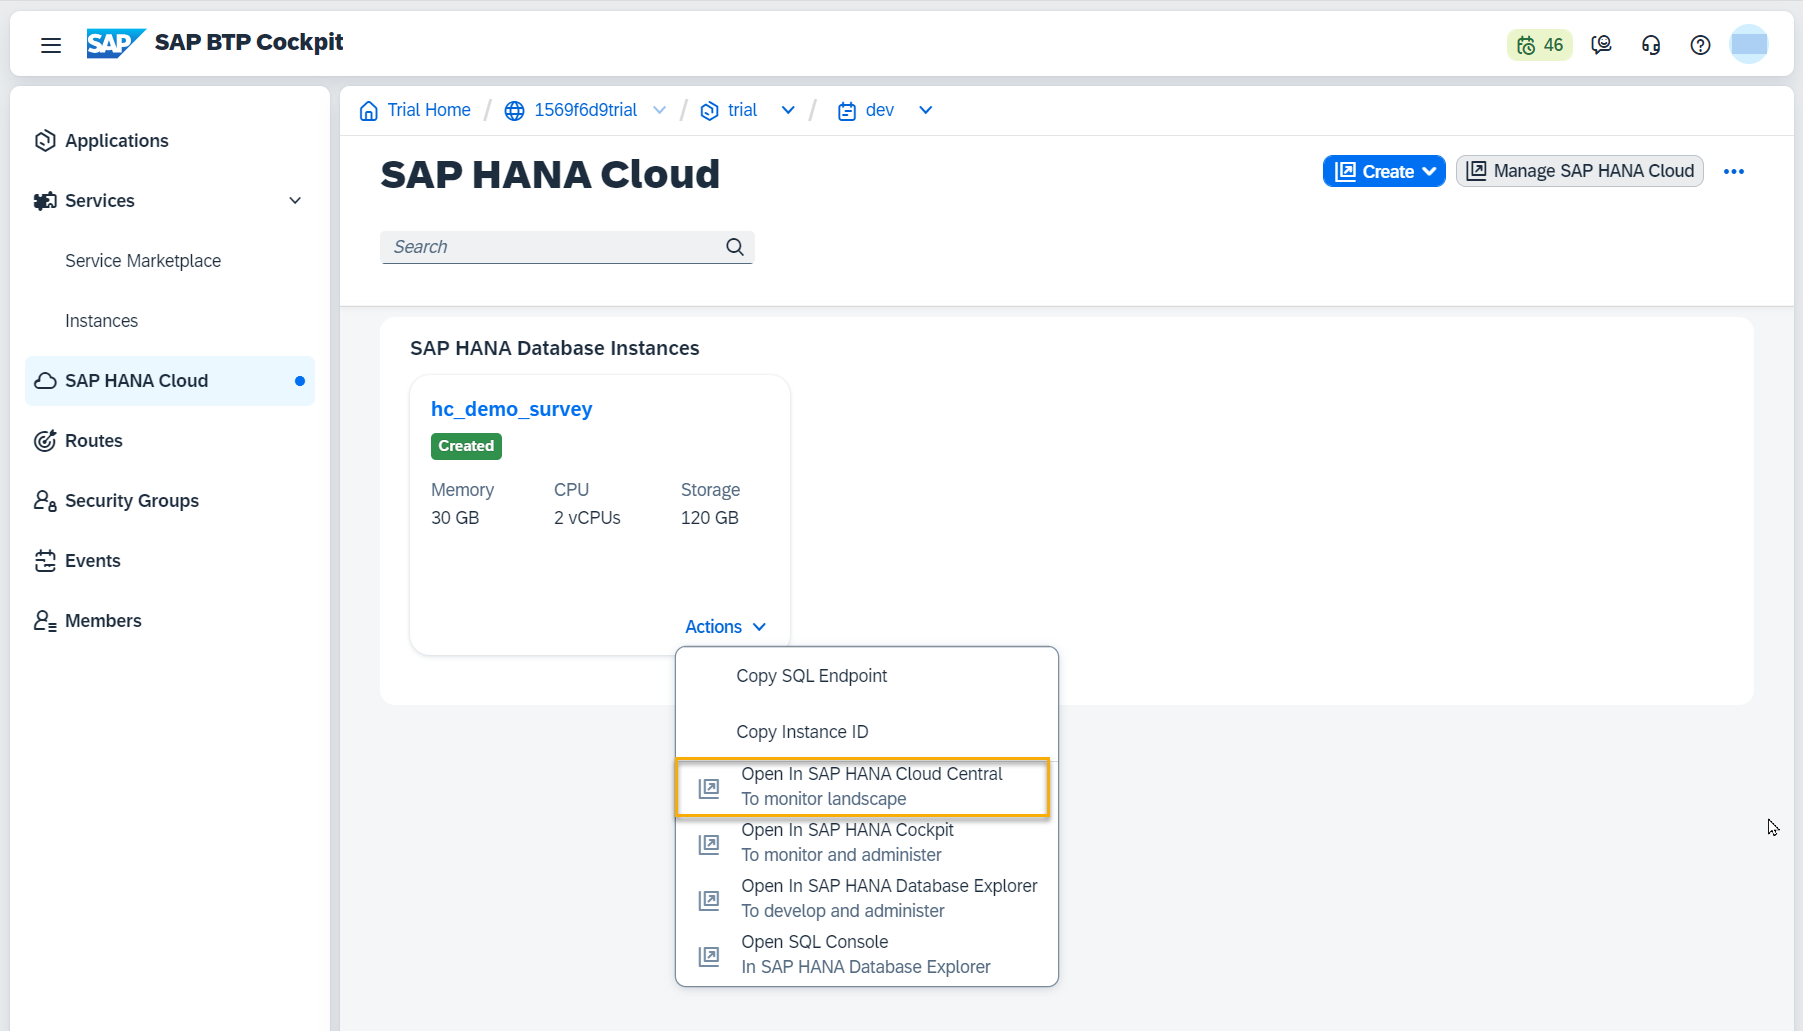 SAP SAP BTP Cockpit
46
Applications
Services
Service Marketplace
Instances
SAP HANA Cloud
Routes
Security Groups
Events
Members
Trial Home / 1569f6d9trial / trial / dev
SAP HANA Cloud
Create
Manage SAP HANA Cloud
Search
SAP HANA Database Instances
hc_demo_survey
Created
Memory CPU Storage
30 GB 2 vCPUs 120 GB
Actions
Copy SQL Endpoint
Copy Instance ID
Open In SAP HANA Cloud Central
To monitor landscape
Open In SAP HANA Cockpit
To monitor and administer
Open In SAP HANA Database Explorer
To develop and administer
Open SQL Console
In SAP HANA Database Explorer